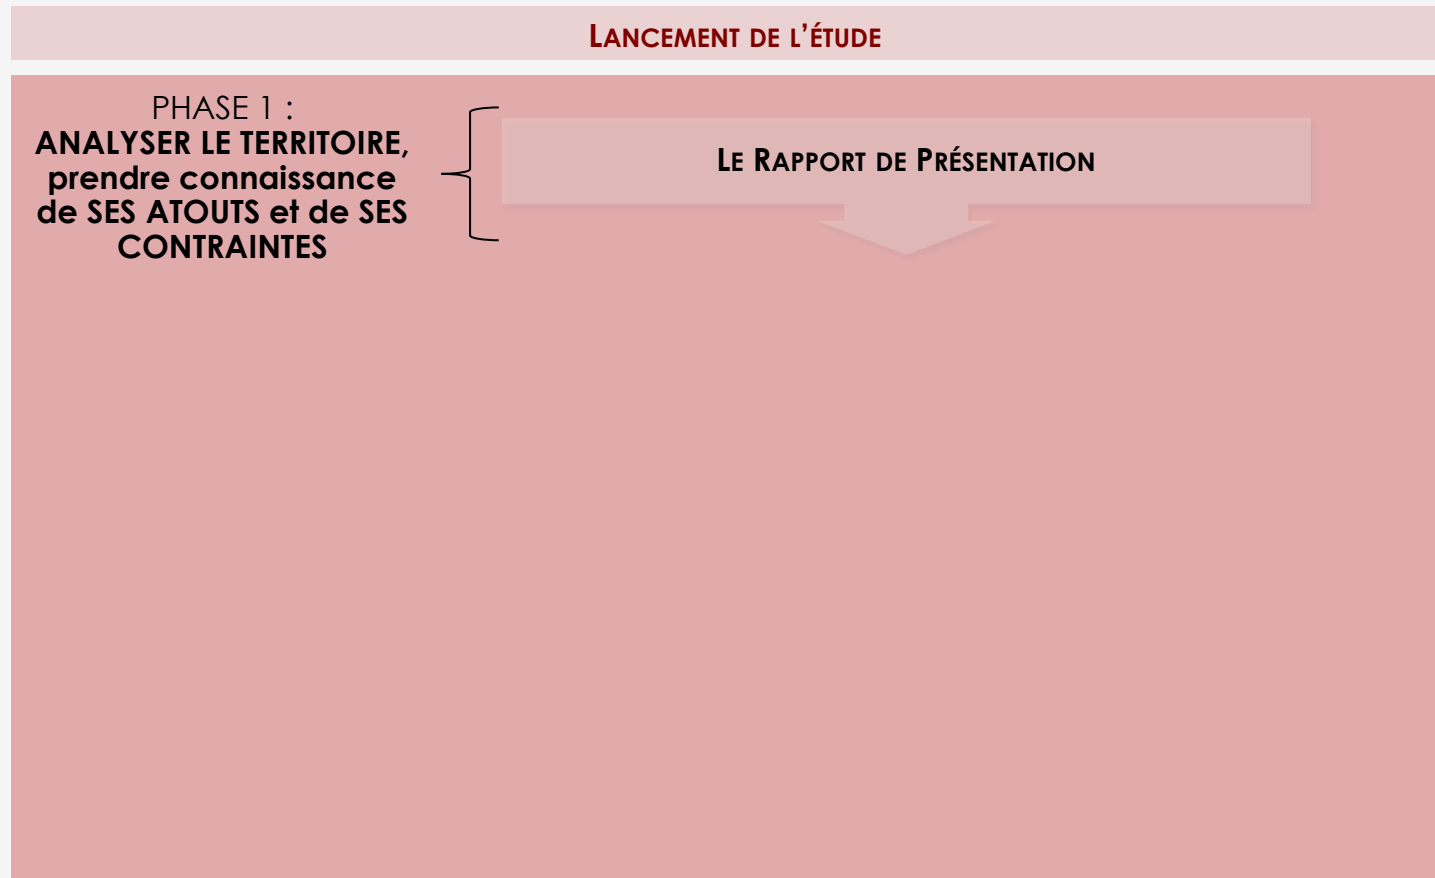 LANCEMENT DE L’ÉTUDE
PHASE 1 :
ANALYSER LE TERRITOIRE,
prendre connaissance
de SES ATOUTS et de SES
CONTRAINTES
LE RAPPORT DE PRÉSENTATION